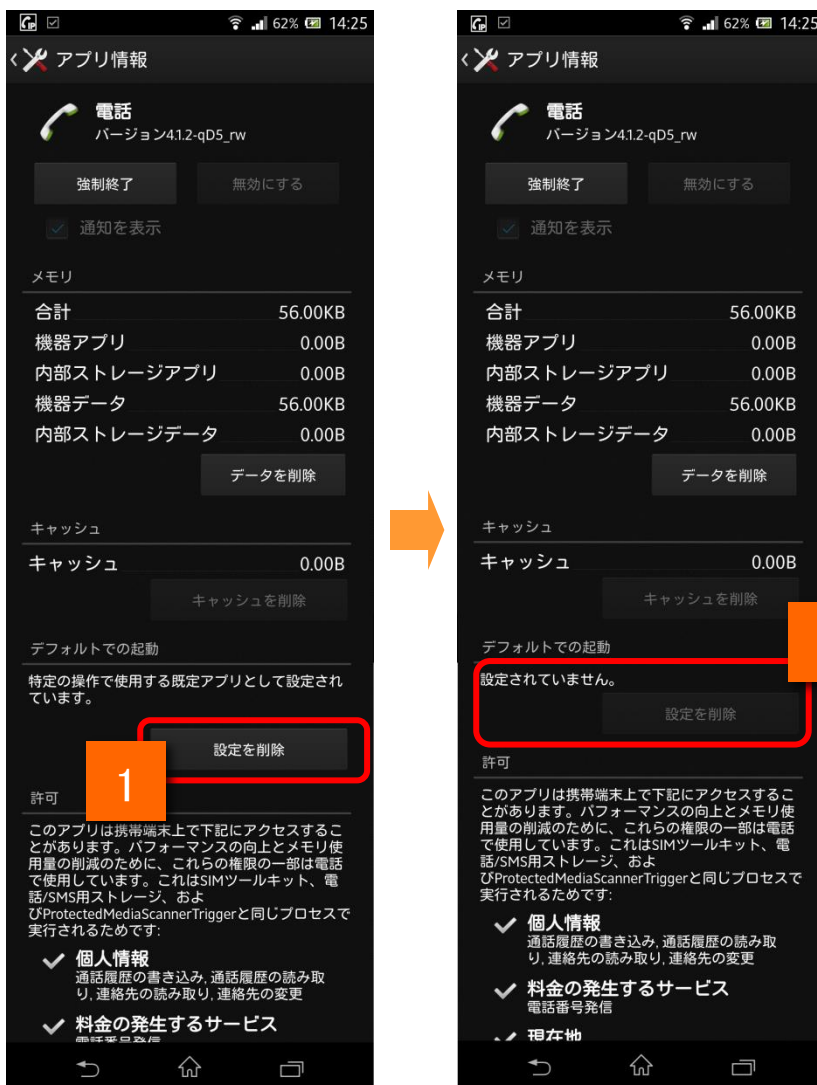 62% 14:25
アプリ情報
電話
バージョン4.1.2-qD5_rw
強制終了 無効にする
通知を表示
メモリ
合計 56.00KB
機器アプリ 0.00B
内部ストレージアプリ 0.00B
機器データ 56.00KB
内部ストレージデータ 0.00B
データを削除
キャッシュ
キャッシュ 0.00B
キャッシュを削除
デフォルトでの起動
特定の操作で使用する既定アプリとして設定され
ています。
設定を削除
1
許可
このアプリは携帯端末上で下記にアクセスするこ
とがあります。パフォーマンスの向上とメモリ使
用量の削減のために、これらの権限の一部は電話
で使用しています。これはSIMツールキット、電
話/SMS用ストレージ、およ
びProtectedMediaScannerTriggerと同じプロセスで
実行されるためです:
個人情報
通話履歴の書き込み, 通話履歴の読み取
り, 連絡先の読み取り, 連絡先の変更
料金の発生するサービス
電話番号発信
62% 14:25
アプリ情報
電話
バージョン4.1.2-qD5_rw
強制終了 無効にする
通知を表示
メモリ
合計 56.00KB
機器アプリ 0.00B
内部ストレージアプリ 0.00B
機器データ 56.00KB
内部ストレージデータ 0.00B
データを削除
キャッシュ
キャッシュ 0.00B
キャッシュを削除
デフォルトでの起動
設定されていません。
設定を削除
許可
このアプリは携帯端末上で下記にアクセスするこ
とがあります。パフォーマンスの向上とメモリ使
用量の削減のために、これらの権限の一部は電話
で使用しています。これはSIMツールキット、電
話/SMS用ストレージ、およ
びProtectedMediaScannerTriggerと同じプロセスで
実行されるためです:
個人情報
通話履歴の書き込み, 通話履歴の読み取
り, 連絡先の読み取り, 連絡先の変更
料金の発生するサービス
電話番号発信
現在地